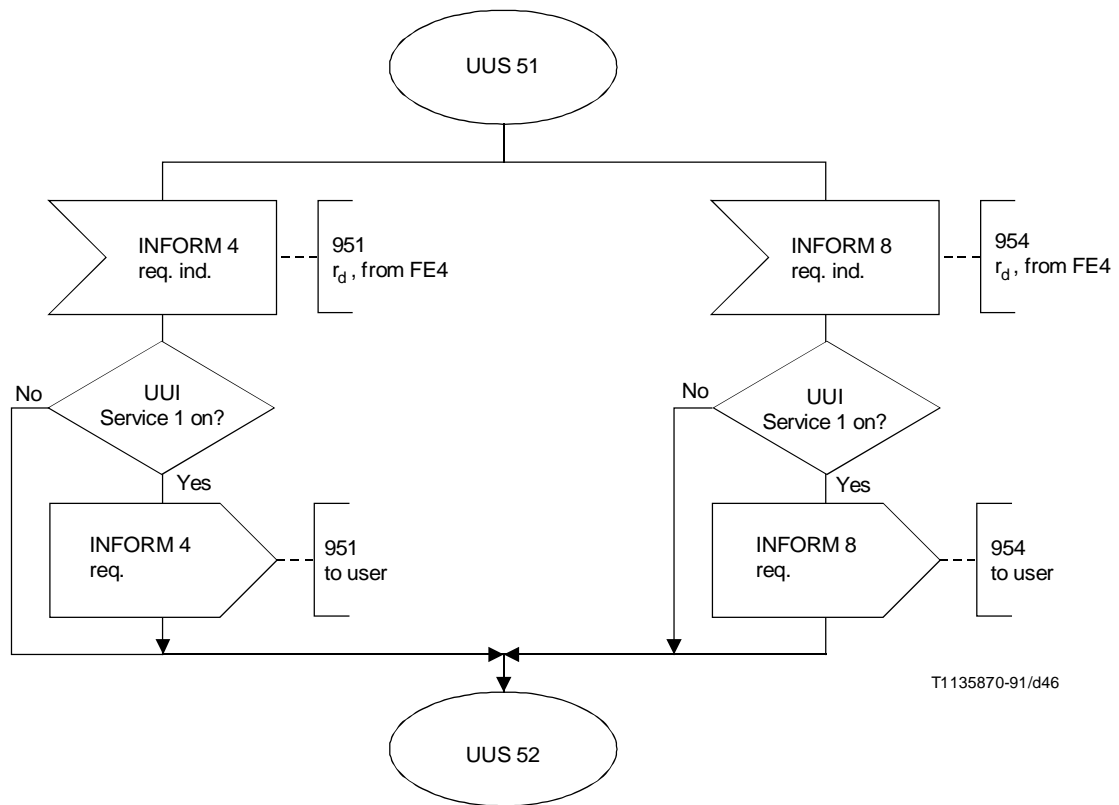 UUS 51
INFORM 4
req. ind.
951
r_d , from FE4
INFORM 8
req. ind.
954
r_d , from FE4
No
UUI
Service 1 on?
Yes
No
UUI
Service 1 on?
Yes
INFORM 4
req.
951
to user
INFORM 8
req.
954
to user
T1135870-91/d46
UUS 52